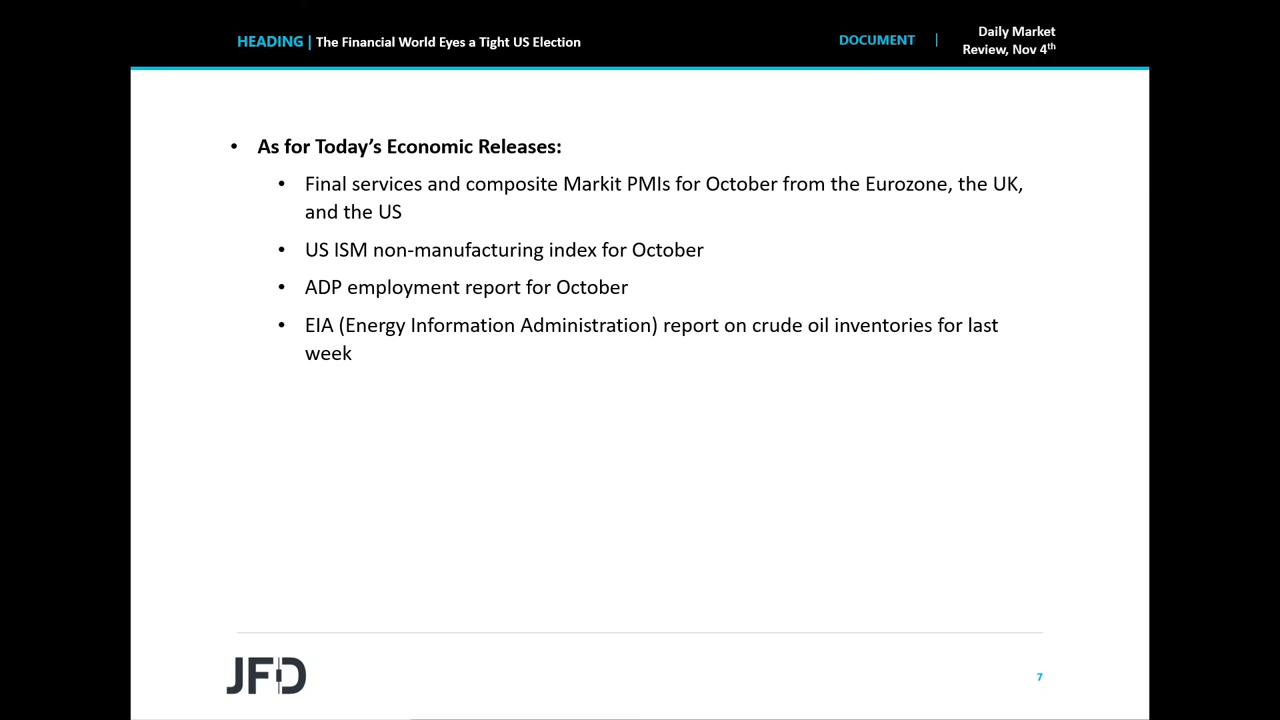 HEADING | The Financial World Eyes a Tight US Election
DOCUMENT |
Daily Market
Review, Nov 4th
• As for Today’s Economic Releases:
• Final services and composite Markit PMIs for October from the Eurozone, the UK,
and the US
• US ISM non-manufacturing index for October
• ADP employment report for October
• EIA (Energy Information Administration) report on crude oil inventories for last
week
JFD
7